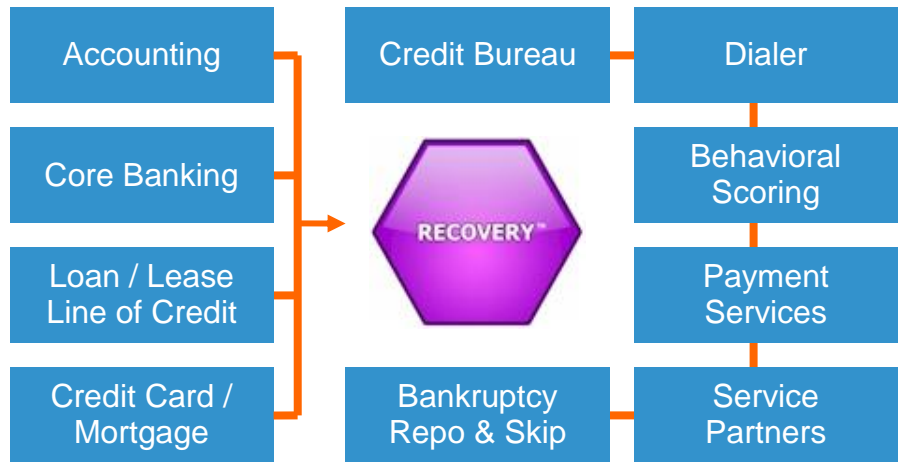 Accounting
Credit Bureau
Dialer
Core Banking
RECOVERY™
Behavioral
Scoring
Loan / Lease
Line of Credit
Payment
Services
Credit Card /
Mortgage
Bankruptcy
Repo & Skip
Service
Partners